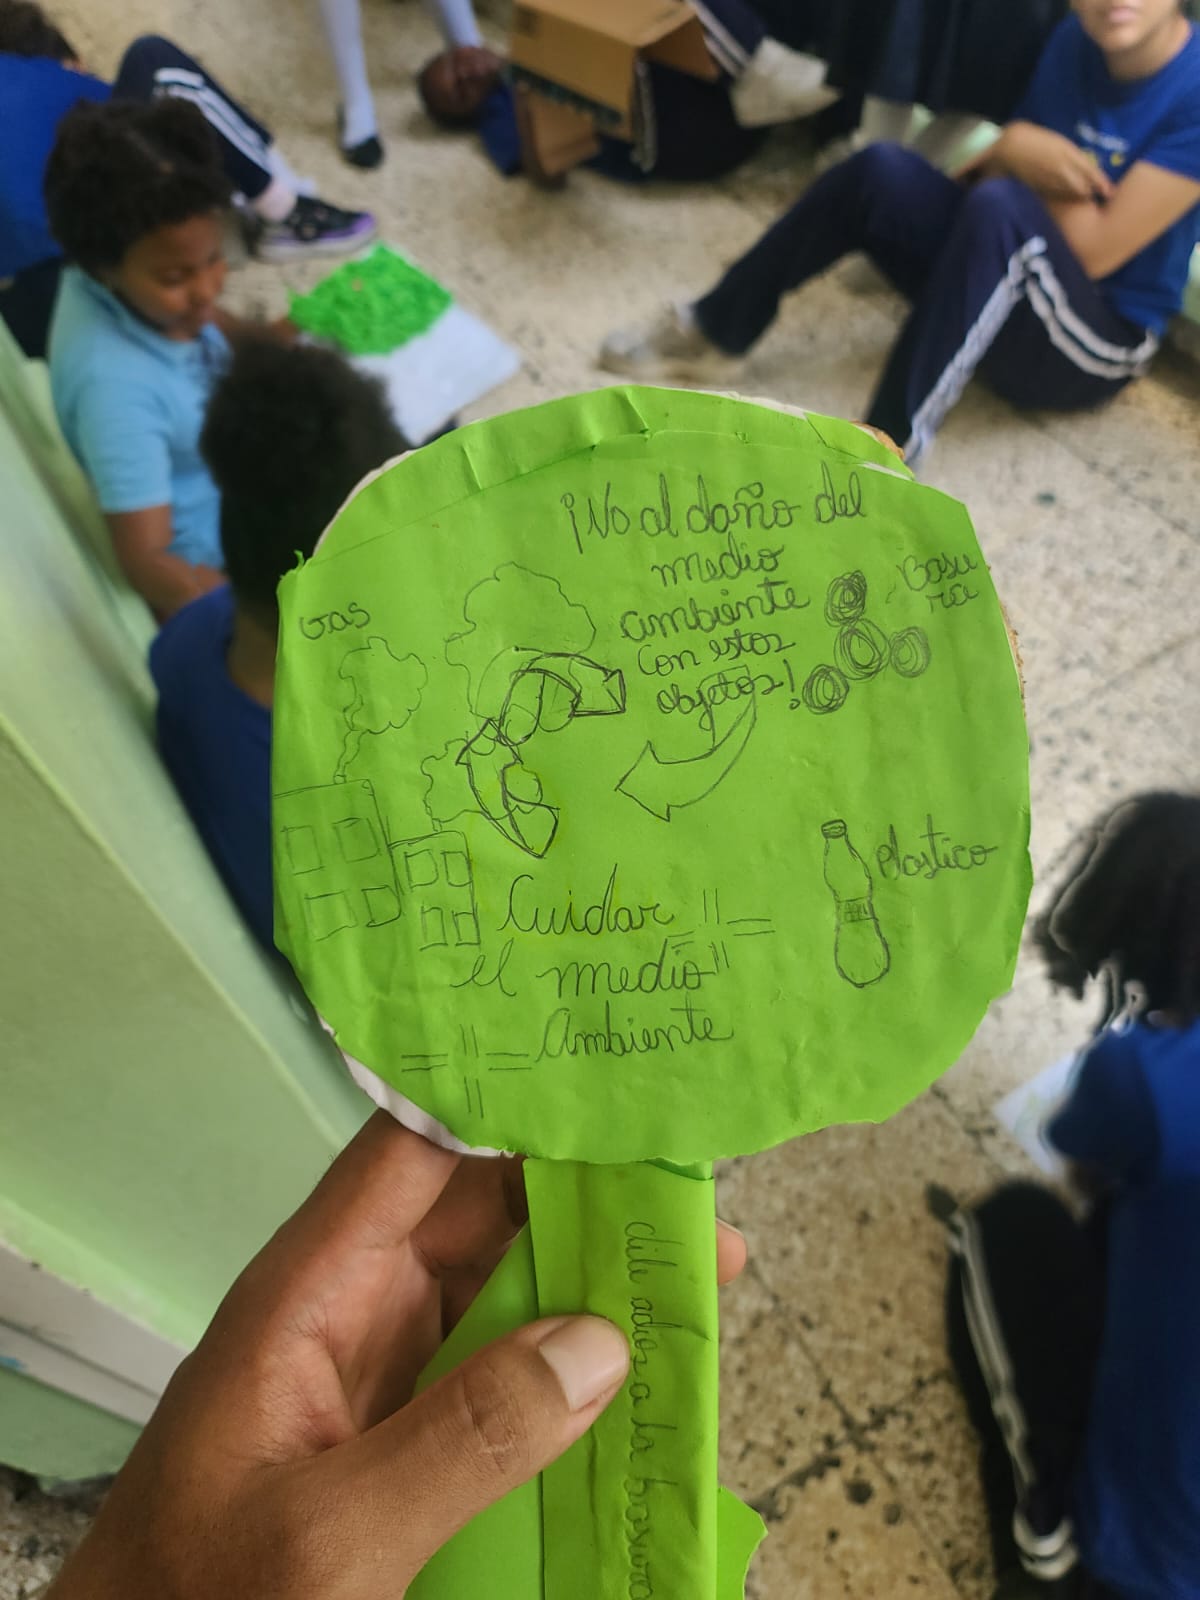 ¡No al daño del
medio
ambiente
con estos
objetos!
Gas
Basu
ra
Plastico
Cuidar
el medio
Ambiente
dile adios a la basura